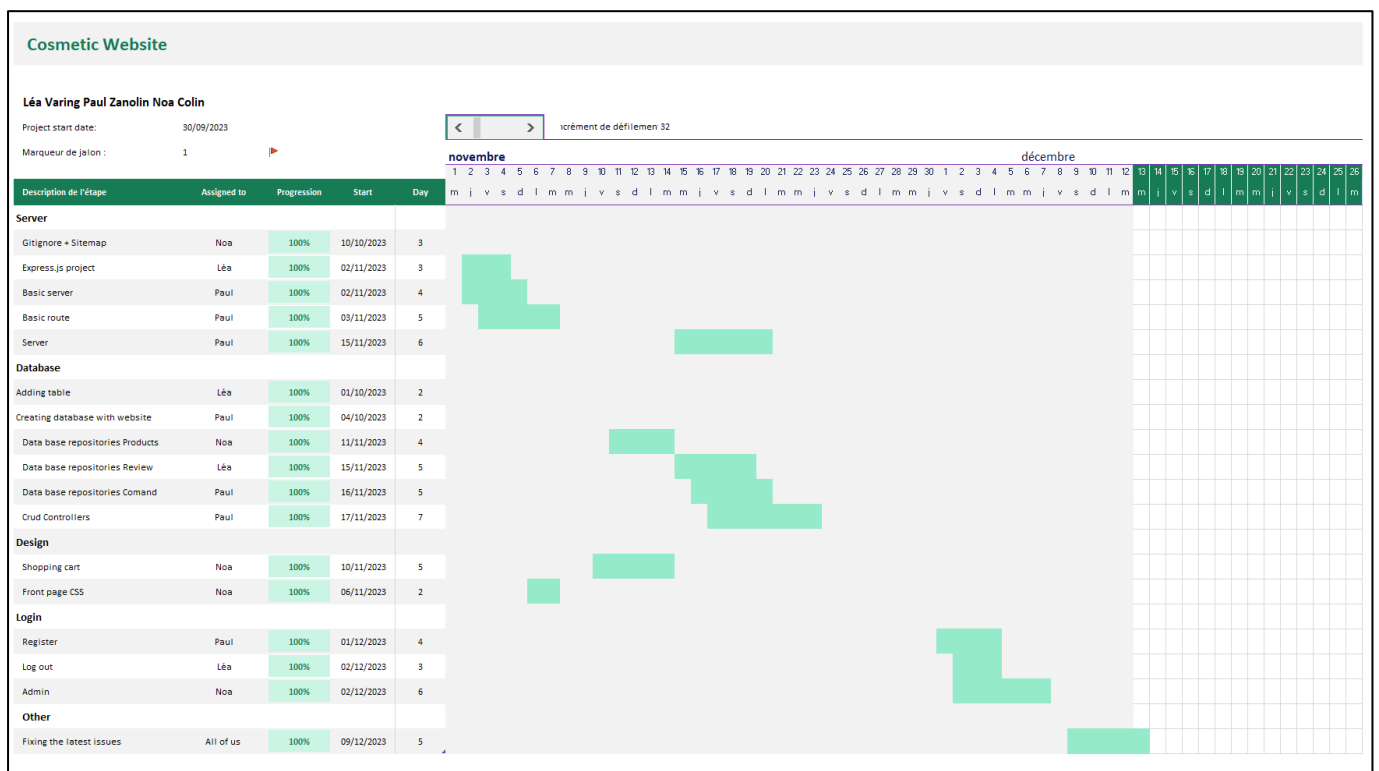 Cosmetic Website
Léa Varing Paul Zanolin Noa Colin
Project start date: 30/09/2023
crément de défilemen 32
Marqueur de jalon : 1
novembre décembre
1 2 3 4 5 6 7 8 9 10 11 12 13 14 15 16 17 18 19 20 21 22 23 24 25 26 27 28 29 30 1 2 3 4 5 6 7 8 9 10 11 12 13 14 15 16 17 18 19 20 21 22 23 24 25 26
Description de l'étape Assigned to Progression Start Day m j v s d l m m j v s d l m m j v s d l m m j v s d l m m j v s d l m m j v s d l m m j v s d l m m j v s d l m
Server
Gitignore + Sitemap Noa 100% 10/10/2023 3
Express.js project Léa 100% 02/11/2023 3
Basic server Paul 100% 02/11/2023 4
Basic route Paul 100% 03/11/2023 5
Server Paul 100% 15/11/2023 6
Database
Adding table Léa 100% 01/10/2023 2
Creating database with website Paul 100% 04/10/2023 2
Data base repositories Products Noa 100% 11/11/2023 4
Data base repositories Review Léa 100% 15/11/2023 5
Data base repositories Comand Paul 100% 16/11/2023 5
Crud Controllers Paul 100% 17/11/2023 7
Design
Shopping cart Noa 100% 10/11/2023 5
Front page CSS Noa 100% 06/11/2023 2
Login
Register Paul 100% 01/12/2023 4
Log out Léa 100% 02/12/2023 3
Admin Noa 100% 02/12/2023 6
Other
Fixing the latest issues All of us 100% 09/12/2023 5